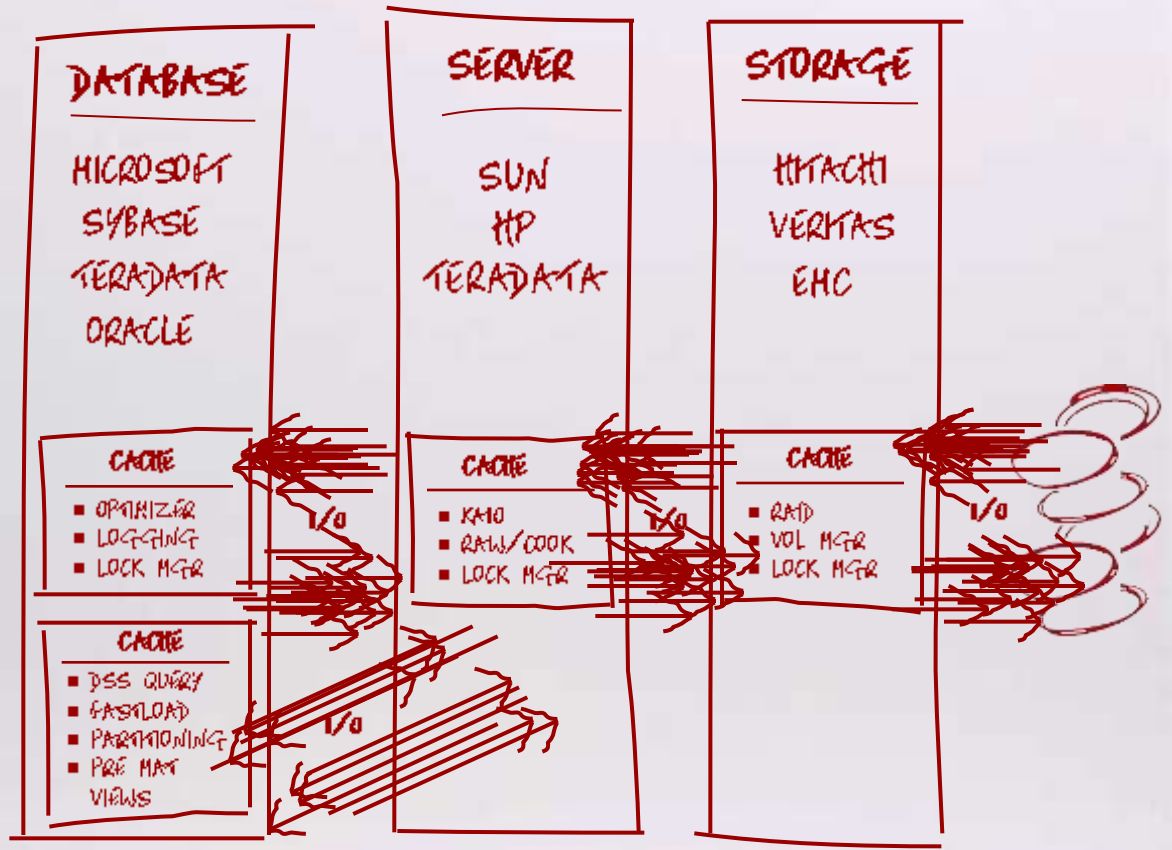 DATABASE
MICROSOFT
SYBASE
TERADATA
ORACLE
CACHE
■ OPTIMIZER
■ LOGGING
■ LOCK MGR
I/O
CACHE
■ DSS QUERY
■ FASTLOAD
■ PARTITIONING
■ PRE MAT
VIEWS
I/O
SERVER
SUN
HP
TERADATA
CACHE
■ KAIO
■ RAW/COOK
■ LOCK MGR
I/O
STORAGE
HITACHI
VERITAS
EMC
CACHE
■ RAID
■ VOL MGR
■ LOCK MGR
I/O